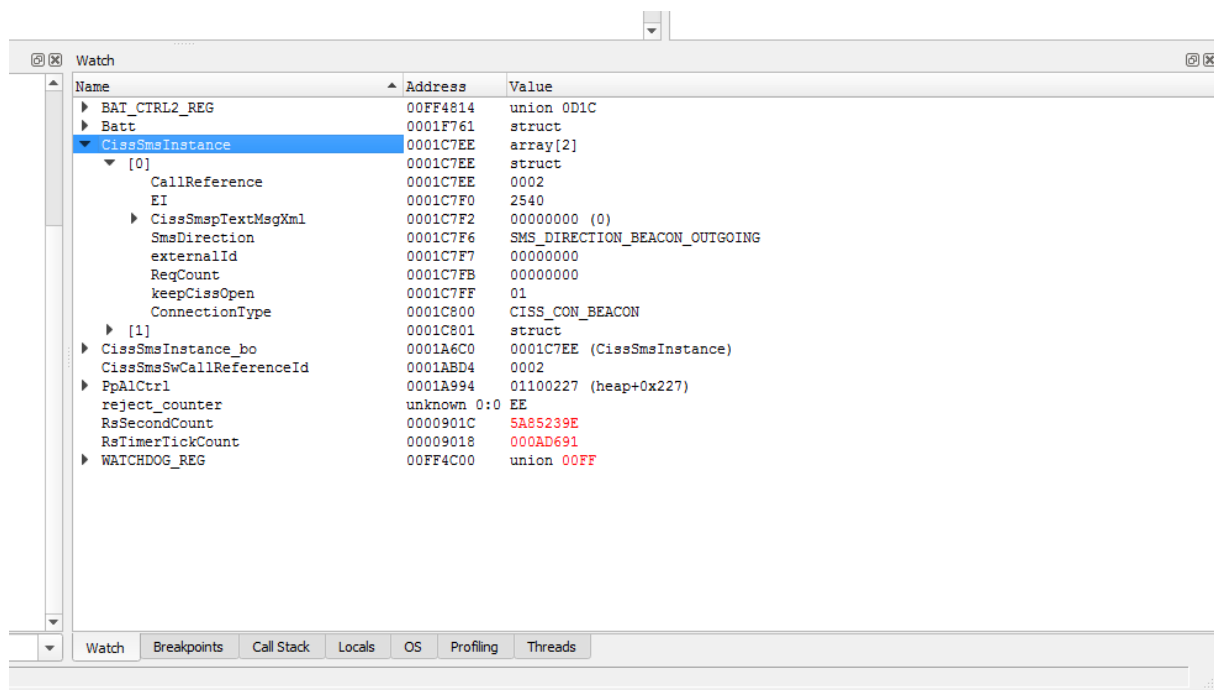 Watch
Name Address Value
BAT_CTRL2_REG 00FF4814 union 0D1C
Batt 0001F761 struct
CissSmsInstance 0001C7EE array[2]
[0] 0001C7EE struct
CallReference 0001C7EE 0002
EI 0001C7F0 2540
CissSmspTextMsgXml 0001C7F2 00000000 (0)
SmsDirection 0001C7F6 SMS_DIRECTION_BEACON_OUTGOING
externalId 0001C7F7 00000000
ReqCount 0001C7FB 00000000
keepCissOpen 0001C7FF 01
ConnectionType 0001C800 CISS_CON_BEACON
[1] 0001C801 struct
CissSmsInstance_bo 0001A6C0 0001C7EE (CissSmsInstance)
CissSmsSwCallReferenceId 0001ABD4 0002
PpAlCtrl 0001A994 01100227 (heap+0x227)
reject_counter unknown 0:0 EE
RsSecondCount 0000901C 5A85239E
RsTimerTickCount 00009018 000AD691
WATCHDOG_REG 00FF4C00 union 00FF
Watch Breakpoints Call Stack Locals OS Profiling Threads